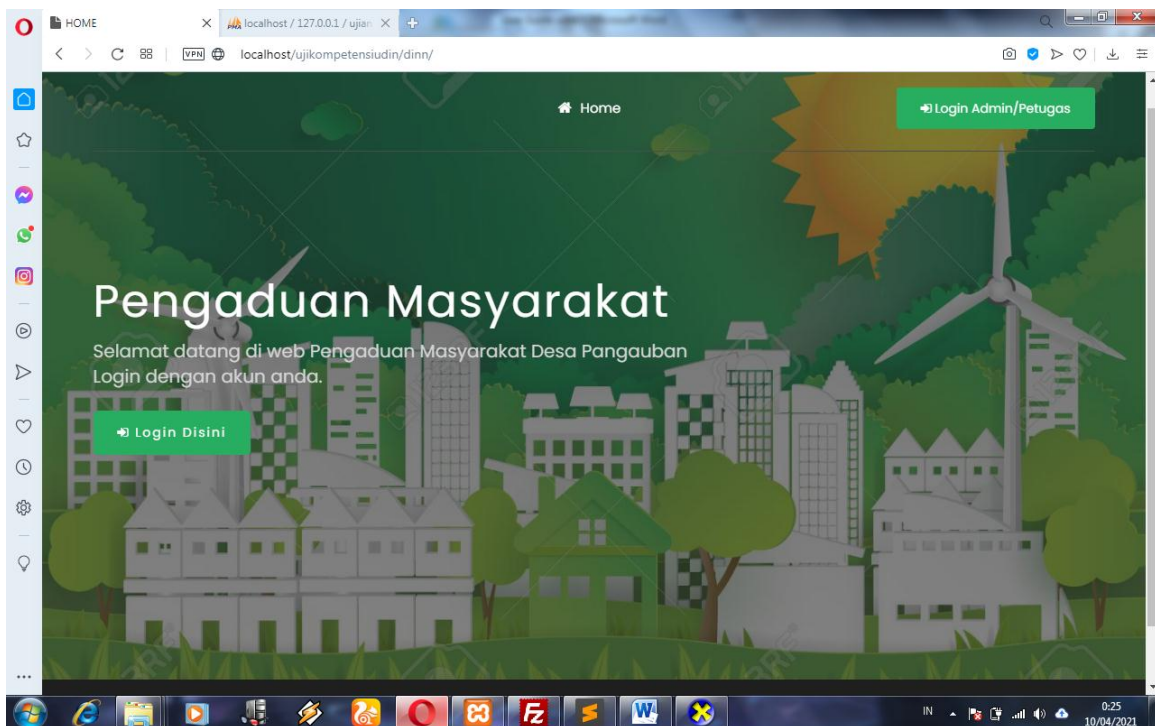 HOME
localhost / 127.0.0.1 / ujian
VPN
localhost/ujikompetensiudin/dinn/
Home
Login Admin/Petugas
Pengaduan Masyarakat
Selamat datang di web Pengaduan Masyarakat Desa Pangauban
Login dengan akun anda.
Login Disini
IN
0:25
10/04/2021